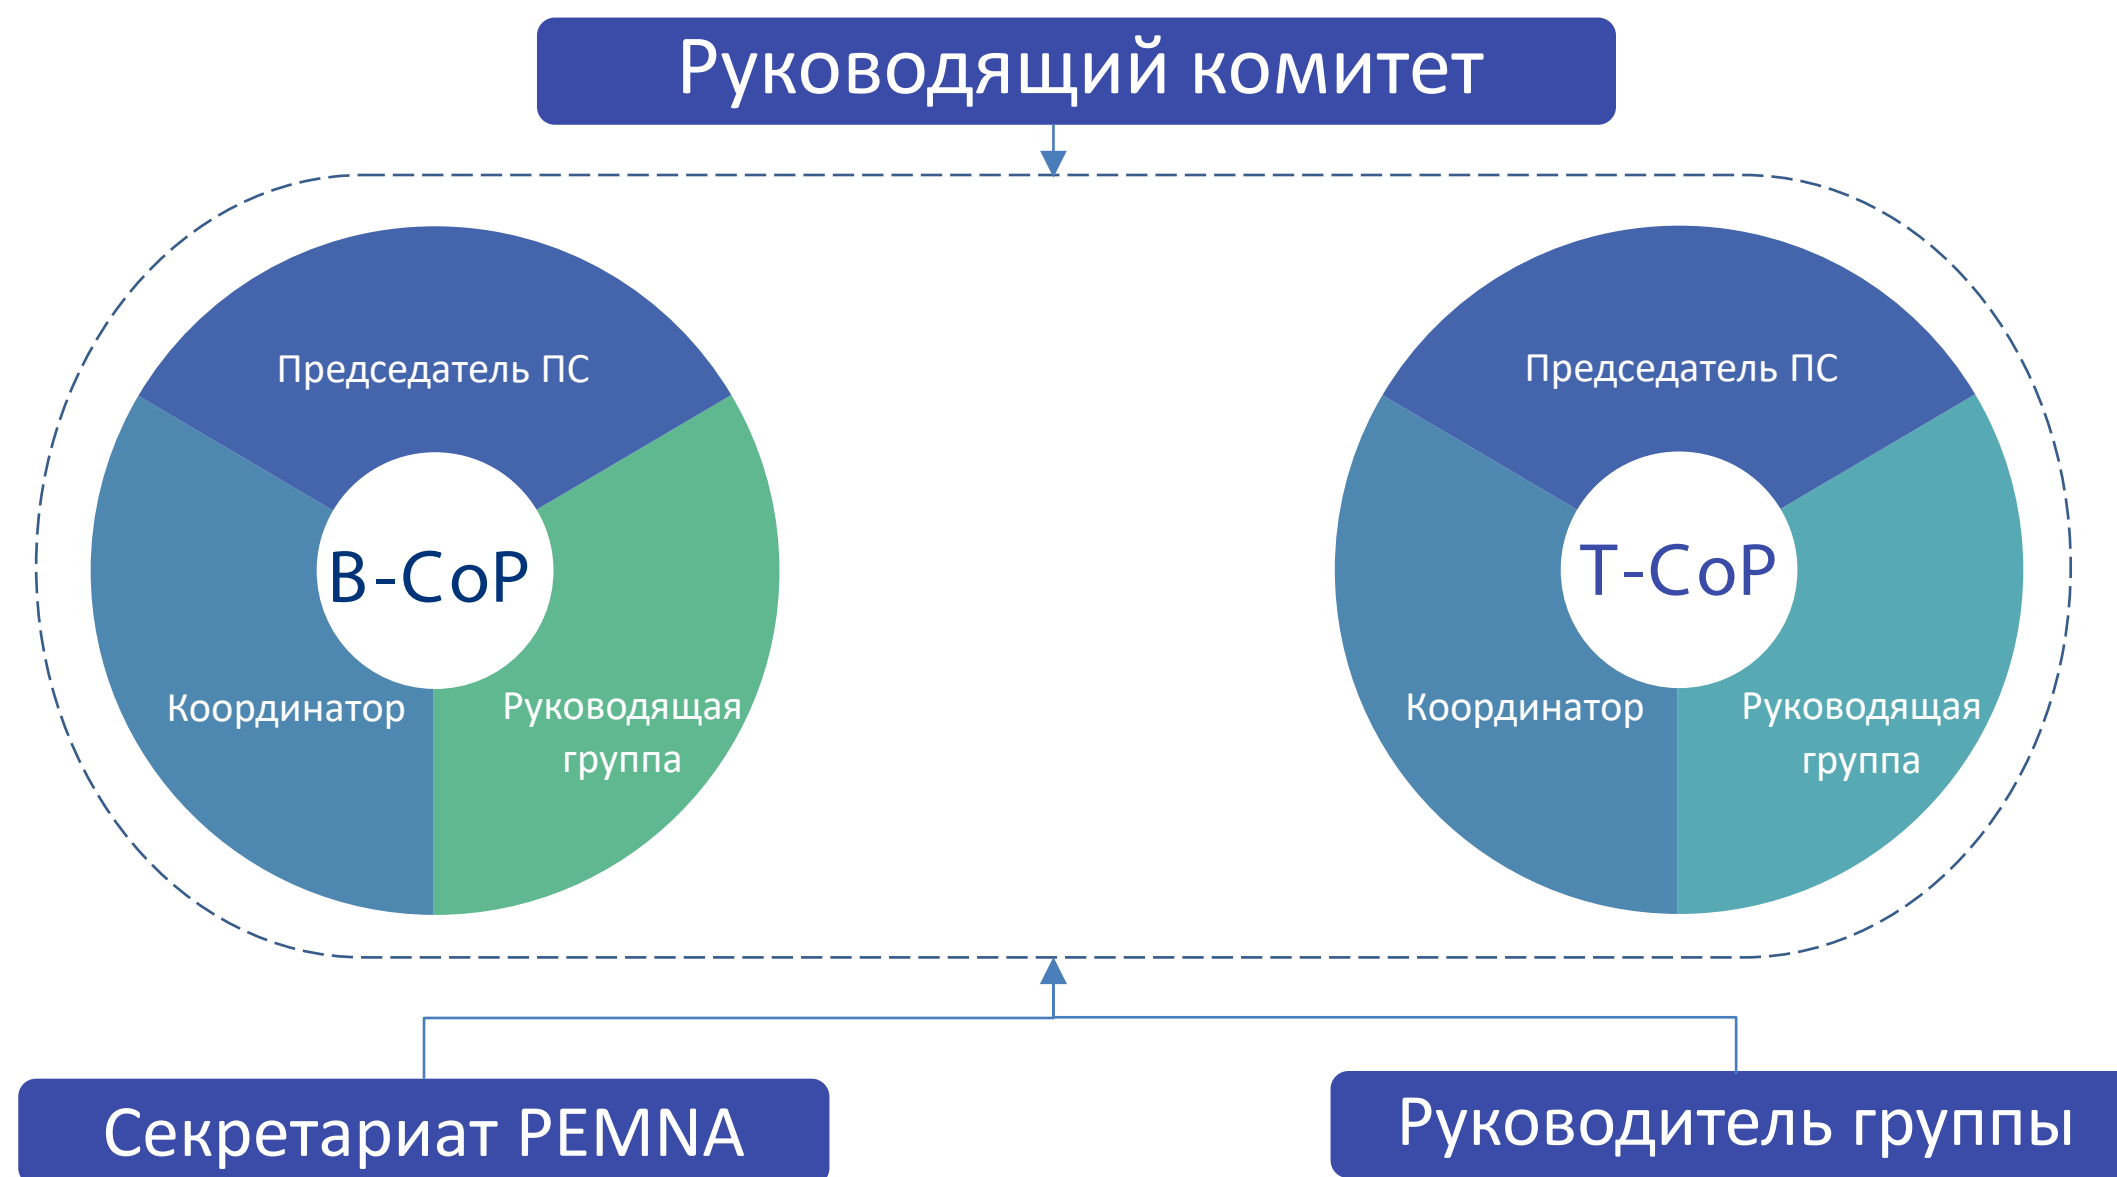 Руководящий комитет
Председатель ПС
B-CoP
Координатор
Руководящая
группа
Председатель ПС
T-CoP
Координатор
Руководящая
группа
Секретариат PEMNA
Руководитель группы